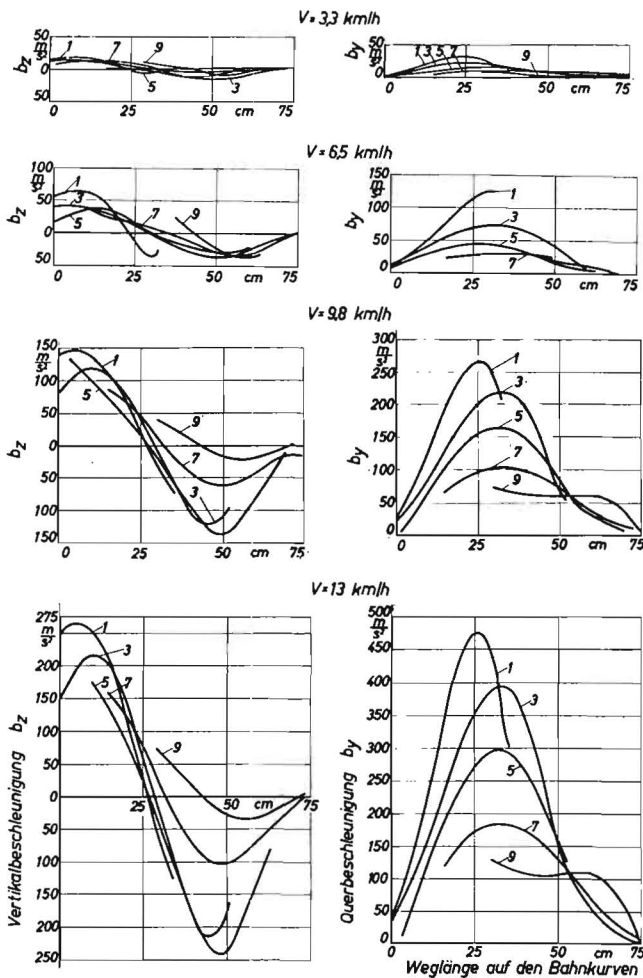 V = 3,3 km/h
50 m/s² 0 50 bz 1 7 9 5 3 0 25 50 cm 75
50 m/s² 0 by 1 3 5 7 9 0 25 50 cm 75
V = 6,5 km/h
100 m/s² 50 0 50 bz 1 3 5 7 9 0 25 50 cm 75
150 m/s² 100 50 0 by 1 3 5 7 0 25 50 cm 75
V = 9,8 km/h
150 m/s² 100 50 0 50 100 150 bz 1 5 9 7 3 25 50 cm 75
300 m/s² 250 200 150 100 50 0 by 1 3 5 7 9 0 25 50 cm 75
V = 13 km/h
275 m/s² 200 150 100 50 0 50 100 150 200 250 Vertikalbeschleunigung bz 1 3 5 7 9 25 50 cm 75
500 m/s² 400 350 300 250 200 150 100 50 0 Querbeschleunigung by 1 3 5 7 9 0 25 50 cm 75
Weglänge auf den Bahnkurven